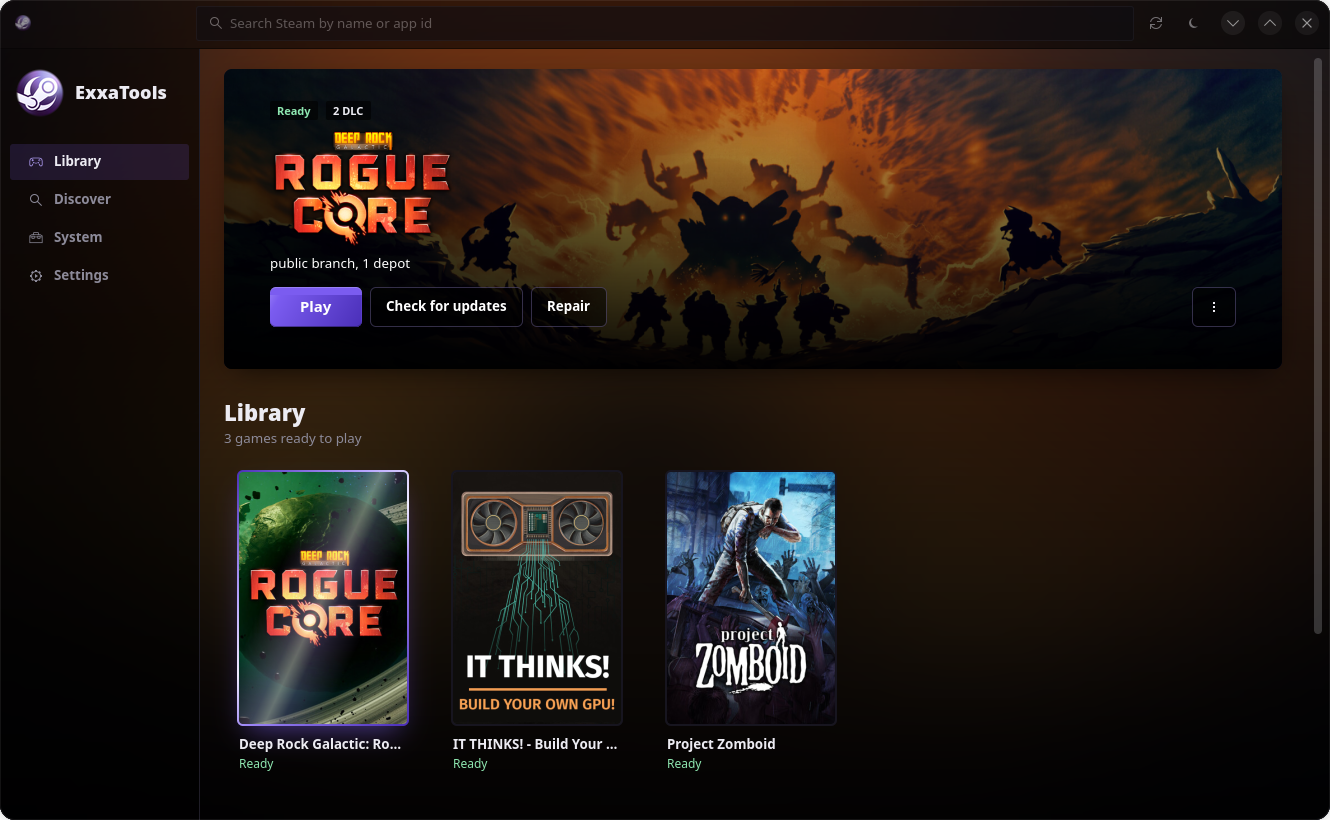 Search Steam by name or app id
ExxaTools
Library
Discover
System
Settings
Ready 2 DLC
DEEP ROCK
GALACTIC
ROGUE
CORE
public branch, 1 depot
Play Check for updates Repair
Library
3 games ready to play
DEEP ROCK
ROGUE
CORE
Deep Rock Galactic: Ro...
Ready
IT THINKS!
BUILD YOUR OWN GPU!
IT THINKS! - Build Your ...
Ready
project
ZOMBOID
Project Zomboid
Ready